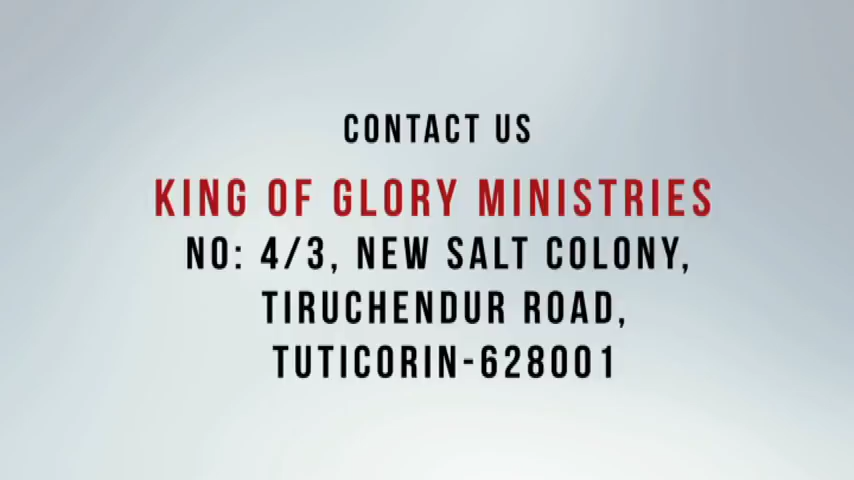 CONTACT US
KING OF GLORY MINISTRIES
NO: 4/3, NEW SALT COLONY,
TIRUCHENDUR ROAD,
TUTICORIN-628001